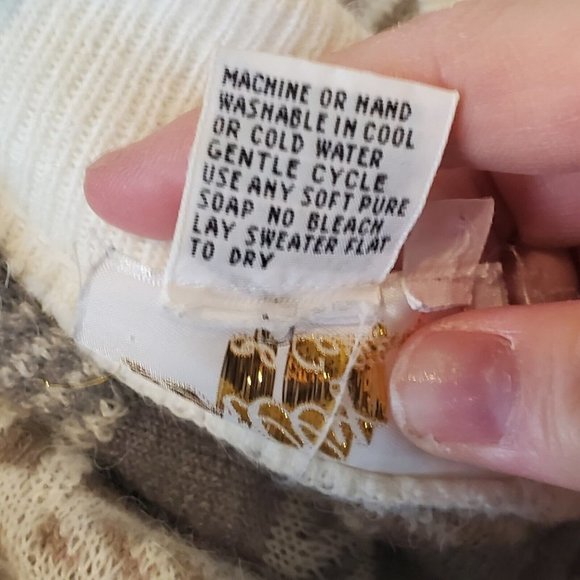 MACHINE OR HAND
WASHABLE IN COOL
OR COLD WATER
GENTLE CYCLE
USE ANY SOFT PURE
SOAP NO BLEACH
LAY SWEATER FLAT
TO DRY